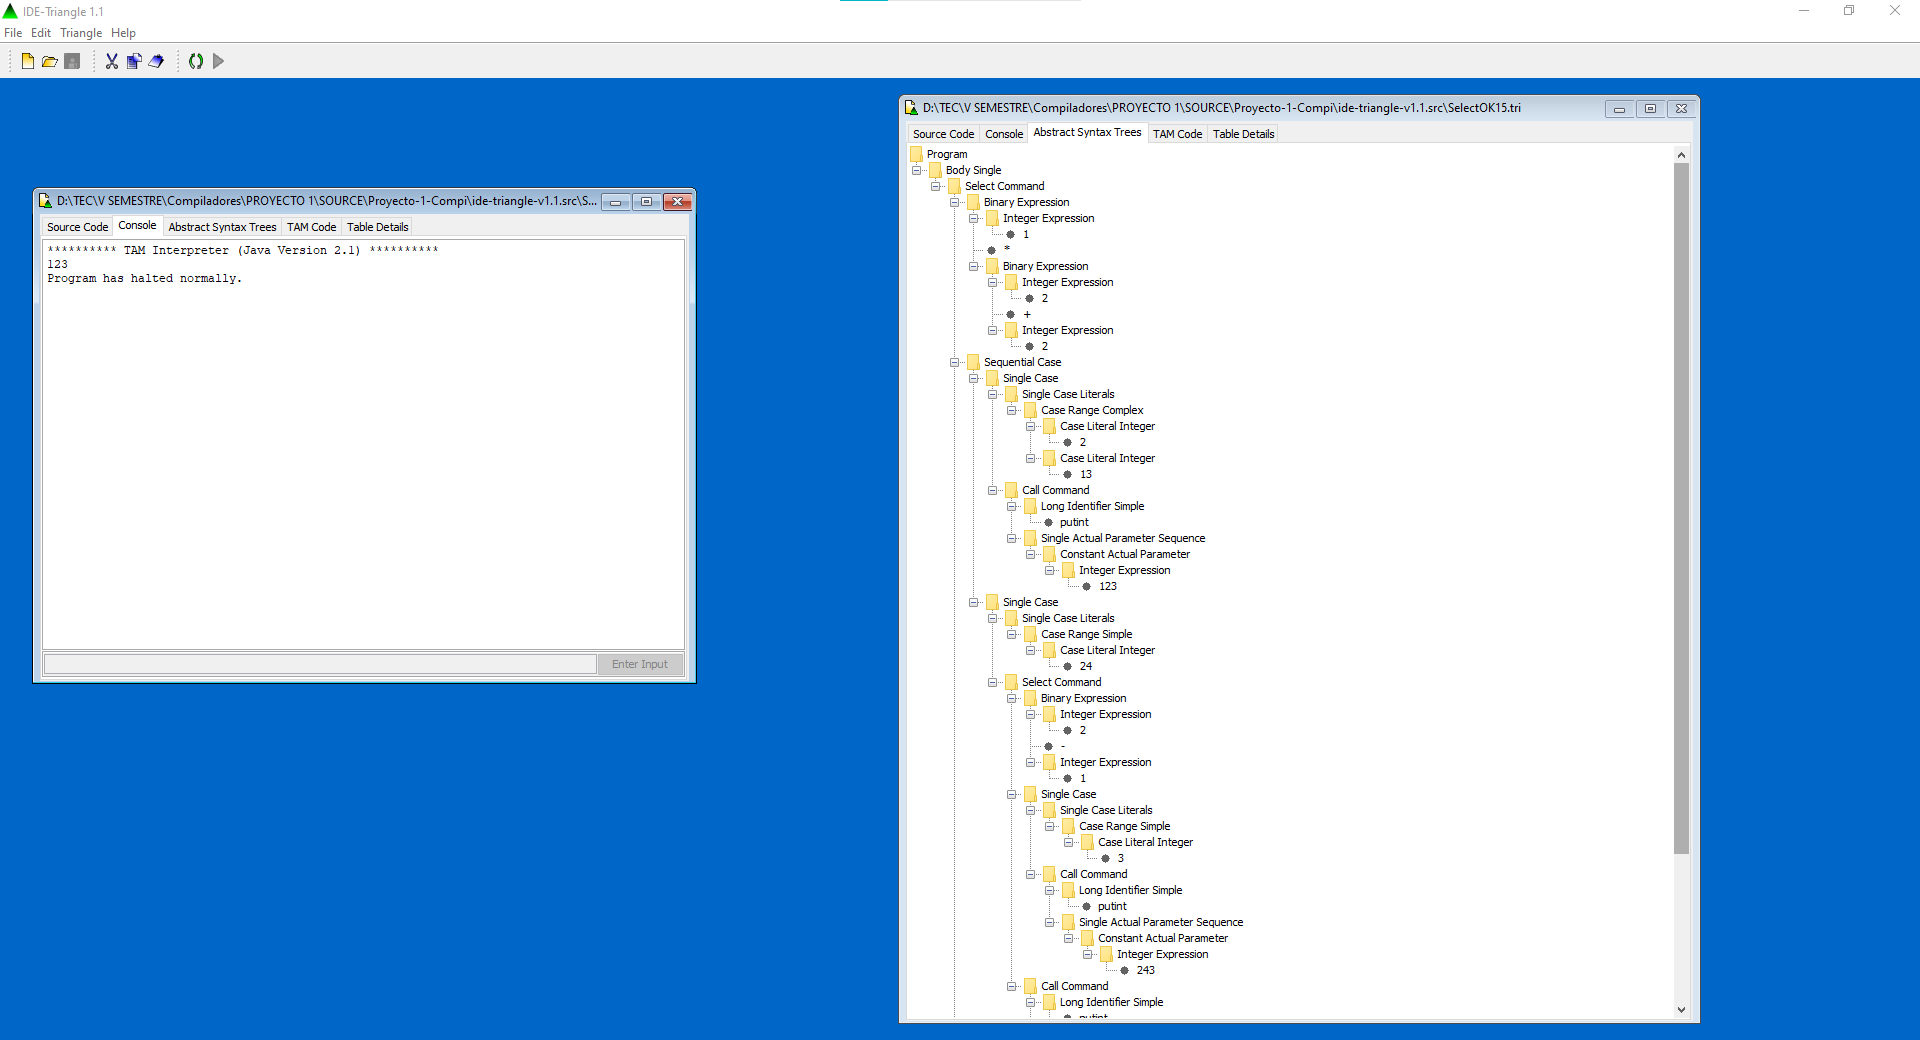 IDE-Triangle 1.1
File Edit Triangle Help
D:\TEC\V SEMESTRE\Compiladores\PROYECTO 1\SOURCE\Proyecto-1-Compi\ide-triangle-v1.1.src\S...
Source Code Console Abstract Syntax Trees TAM Code Table Details
********** TAM Interpreter (Java Version 2.1) **********
123
Program has halted normally.
Enter Input
D:\TEC\V SEMESTRE\Compiladores\PROYECTO 1\SOURCE\Proyecto-1-Compi\ide-triangle-v1.1.src\SelectOK15.tri
Source Code Console Abstract Syntax Trees TAM Code Table Details
Program
Body Single
Select Command
Binary Expression
Integer Expression
1
*
Binary Expression
Integer Expression
2
+
Integer Expression
2
Sequential Case
Single Case
Single Case Literals
Case Range Complex
Case Literal Integer
2
Case Literal Integer
13
Call Command
Long Identifier Simple
putint
Single Actual Parameter Sequence
Constant Actual Parameter
Integer Expression
123
Single Case
Single Case Literals
Case Range Simple
Case Literal Integer
24
Select Command
Binary Expression
Integer Expression
2
-
Integer Expression
1
Single Case
Single Case Literals
Case Range Simple
Case Literal Integer
3
Call Command
Long Identifier Simple
putint
Single Actual Parameter Sequence
Constant Actual Parameter
Integer Expression
243
Call Command
Long Identifier Simple
putint